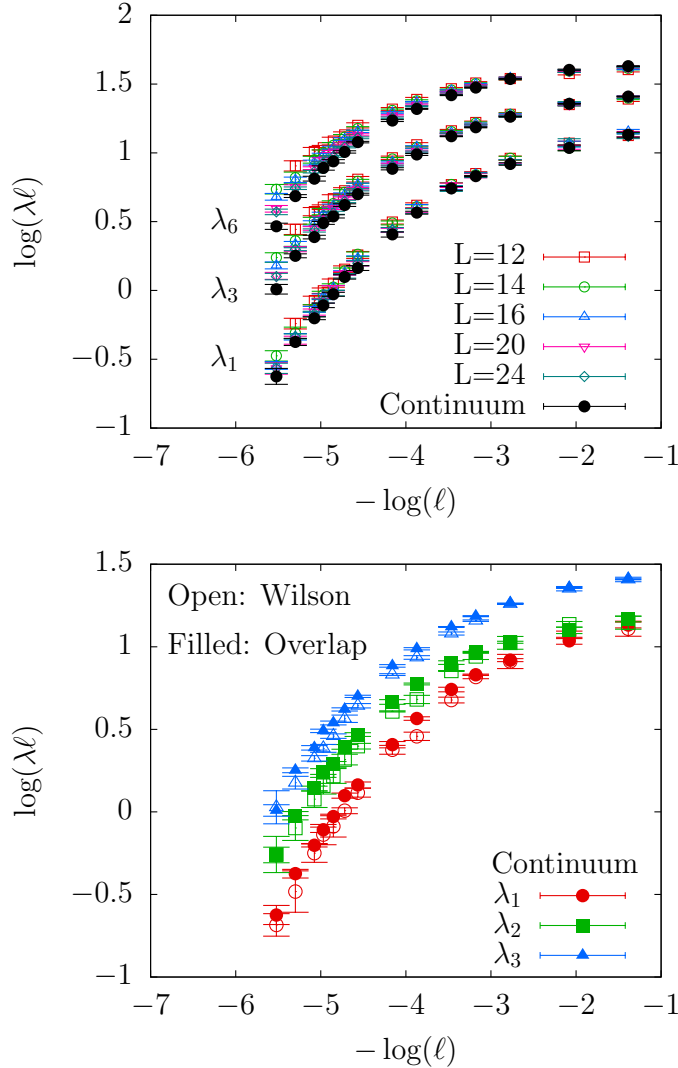 2
1.5
1
0.5
0
−0.5
−1
log(λℓ)
λ6
λ3
λ1
L=12
L=14
L=16
L=20
L=24
Continuum
−7 −6 −5 −4 −3 −2 −1
− log(ℓ)
1.5
1
0.5
0
−0.5
−1
log(λℓ)
Open: Wilson
Filled: Overlap
Continuum
λ1
λ2
λ3
−7 −6 −5 −4 −3 −2 −1
− log(ℓ)